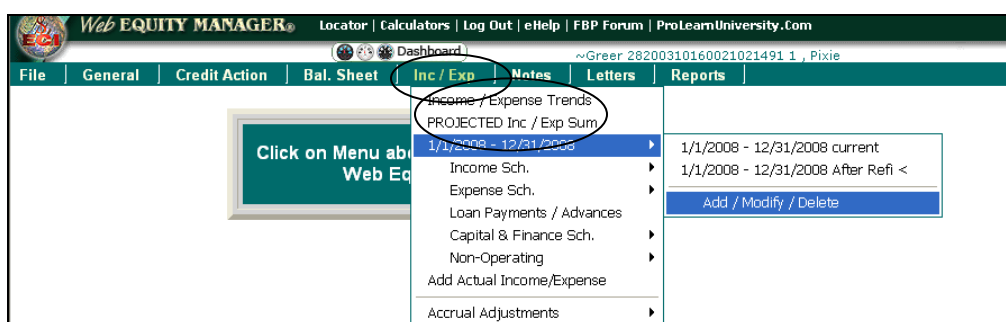 ECI Web EQUITY MANAGER® Locator | Calculators | Log Out | eHelp | FBP Forum | ProLearnUniversity.Com
Dashboard ~Greer 28200310160021021491 1 , Pixie
File General Credit Action Bal. Sheet Inc / Exp Notes Letters Reports
Income / Expense Trends
PROJECTED Inc / Exp Sum
1/1/2008 - 12/31/2008
Income Sch.
Expense Sch.
Loan Payments / Advances
Capital & Finance Sch.
Non-Operating
Add Actual Income/Expense
Accrual Adjustments
1/1/2008 - 12/31/2008 current
1/1/2008 - 12/31/2008 After Refi <
Add / Modify / Delete
Click on Menu
Web